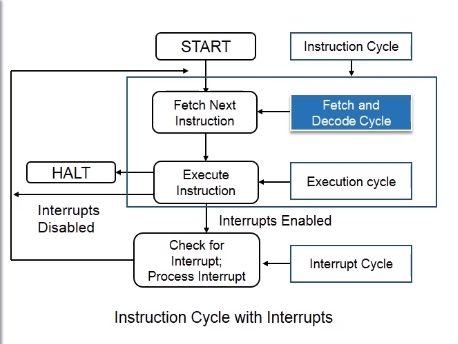 START
Instruction Cycle
Fetch Next
Instruction
Fetch and
Decode Cycle
HALT
Execute
Instruction
Execution cycle
Interrupts
Disabled
Interrupts Enabled
Check for
Interrupt;
Process Interrupt
Interrupt Cycle
Instruction Cycle with Interrupts